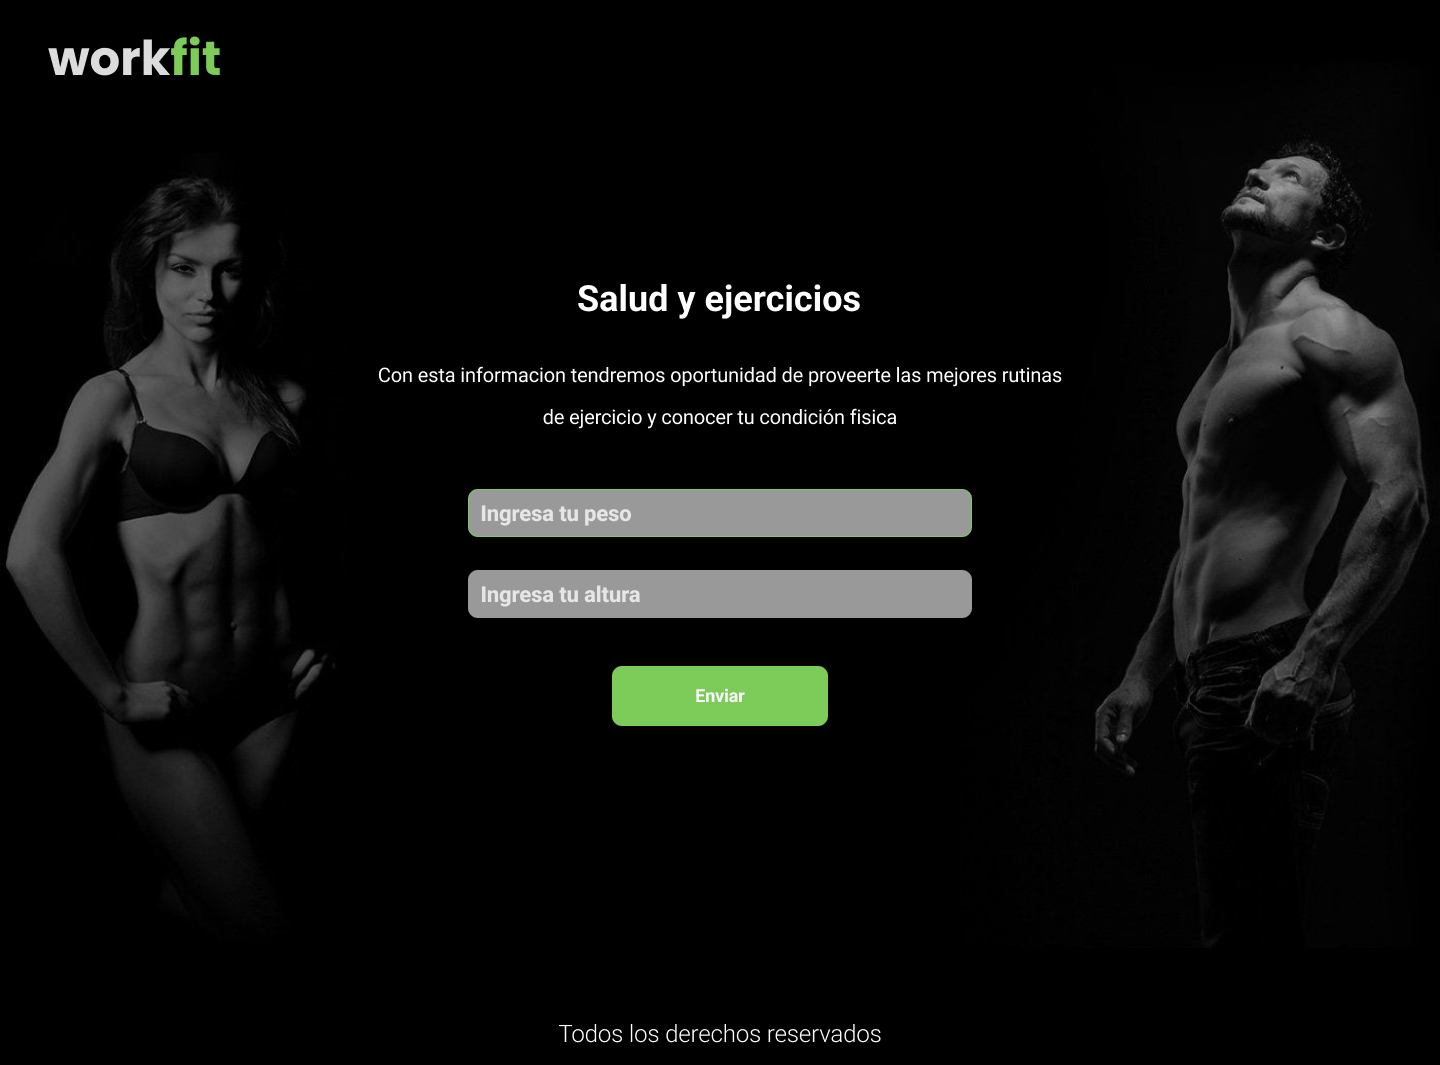 workfit
Salud y ejercicios
Con esta informacion tendremos oportunidad de proveerte las mejores rutinas
de ejercicio y conocer tu condición fisica
Ingresa tu peso
Ingresa tu altura
Enviar
Todos los derechos reservados